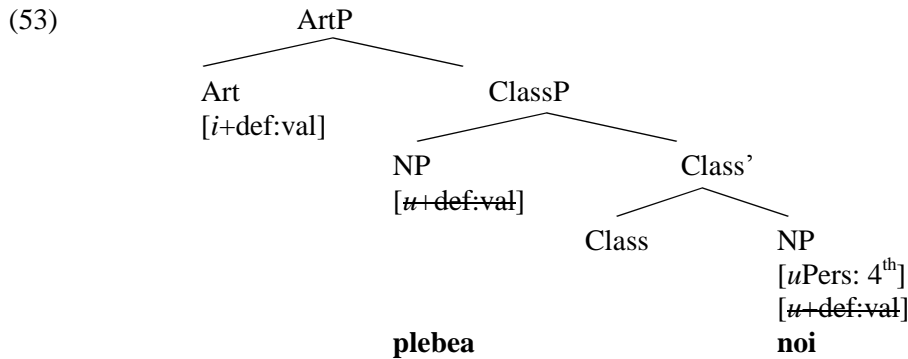 (53) ArtP
Art ClassP
[i+def:val]
NP Class’
[u+def:val]
Class NP
[uPers: 4th]
[u+def:val]
plebea noi